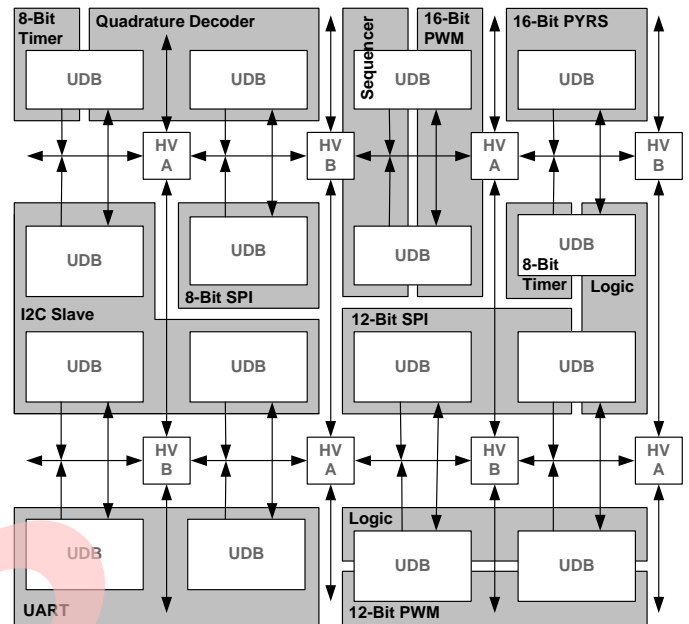 8-Bit
Timer
Quadrature Decoder
Sequencer
16-Bit
PWM
16-Bit PYRS
UDB
UDB
UDB
UDB
HV
A
HV
B
HV
A
HV
B
UDB
UDB
UDB
UDB
8-Bit SPI
8-Bit
Timer
Logic
I2C Slave
12-Bit SPI
UDB
UDB
UDB
UDB
HV
B
HV
A
HV
B
HV
A
Logic
UDB
UDB
UDB
UDB
UART
12-Bit PWM